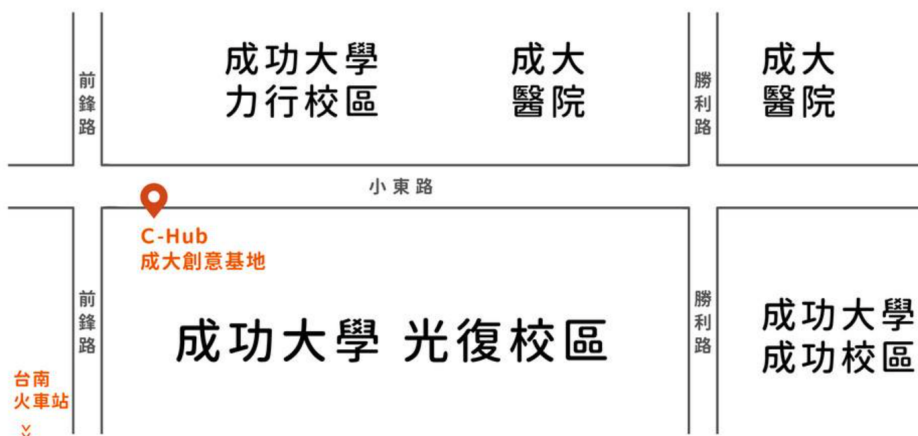 前鋒路
成功大學
力行校區
成大
醫院
勝利路
成大
醫院
小東路
C-Hub
成大創意基地
前鋒路
成功大學 光復校區
勝利路
成功大學
成功校區
台南
火車站